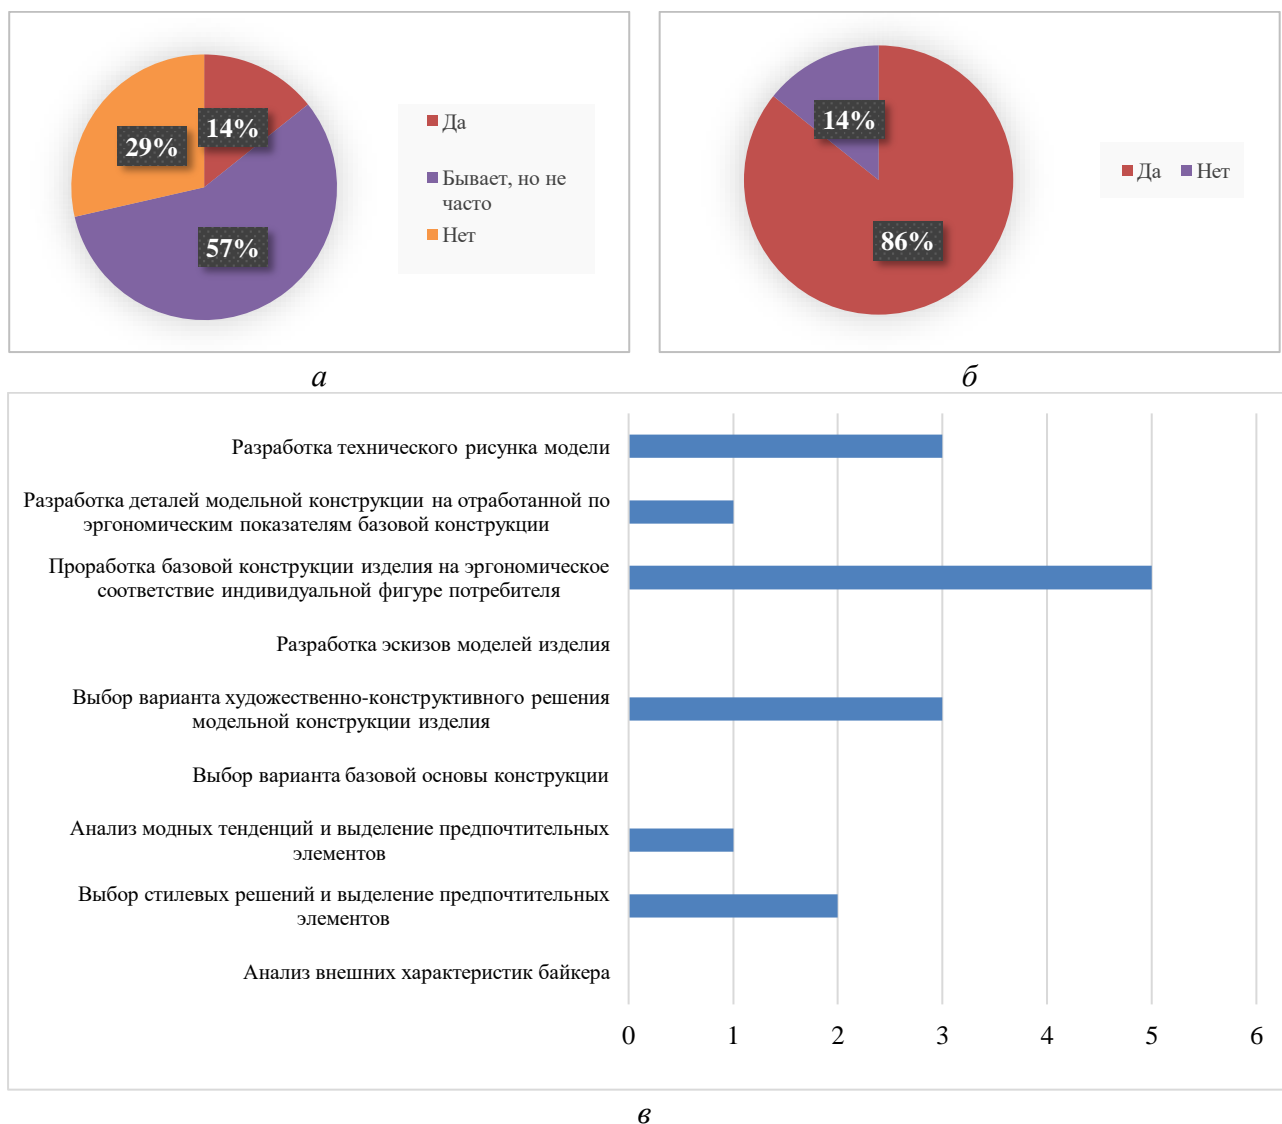 14%
29%
57%
Да
Бывает, но не
часто
Нет
14%
86%
Да Нет
а
б
Разработка технического рисунка модели
Разработка деталей модельной конструкции на отработанной по
эргономическим показателям базовой конструкции
Проработка базовой конструкции изделия на эргономическое
соответствие индивидуальной фигуре потребителя
Разработка эскизов моделей изделия
Выбор варианта художественно-конструктивного решения
модельной конструкции изделия
Выбор варианта базовой основы конструкции
Анализ модных тенденций и выделение предпочтительных
элементов
Выбор стилевых решений и выделение предпочтительных
элементов
Анализ внешних характеристик байкера
0 1 2 3 4 5 6
в